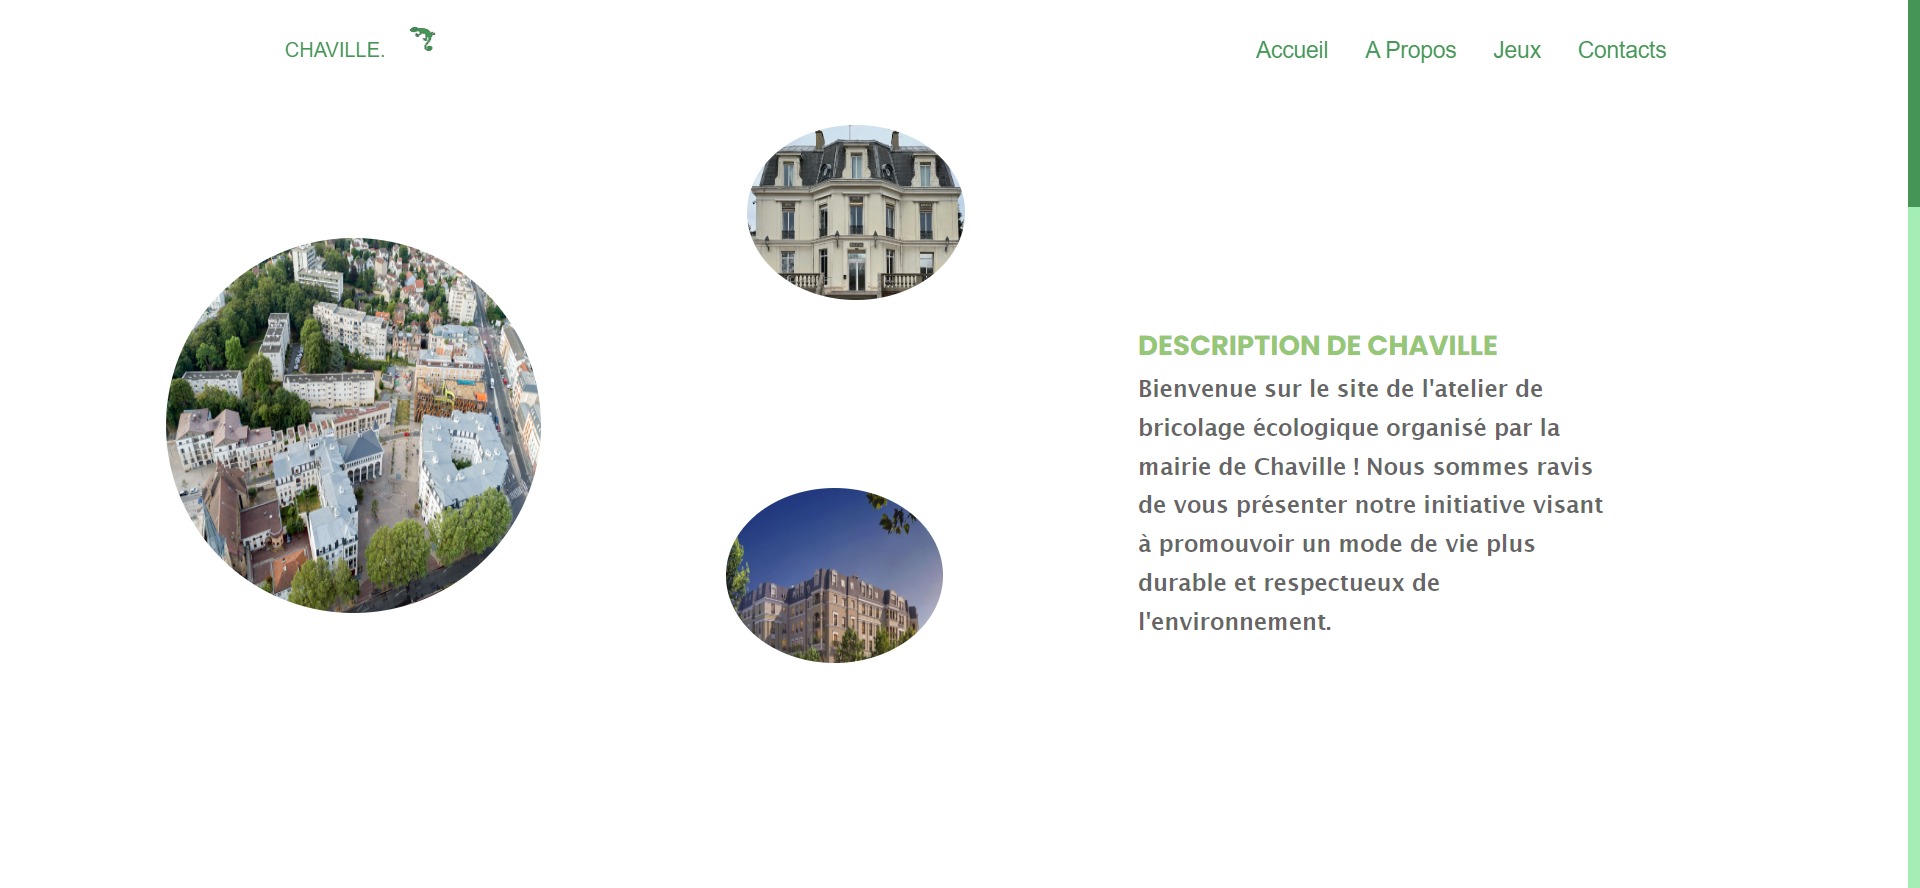 CHAVILLE.
Accueil A Propos Jeux Contacts
DESCRIPTION DE CHAVILLE
Bienvenue sur le site de l'atelier de
bricolage écologique organisé par la
mairie de Chaville ! Nous sommes ravis
de vous présenter notre initiative visant
à promouvoir un mode de vie plus
durable et respectueux de
l'environnement.